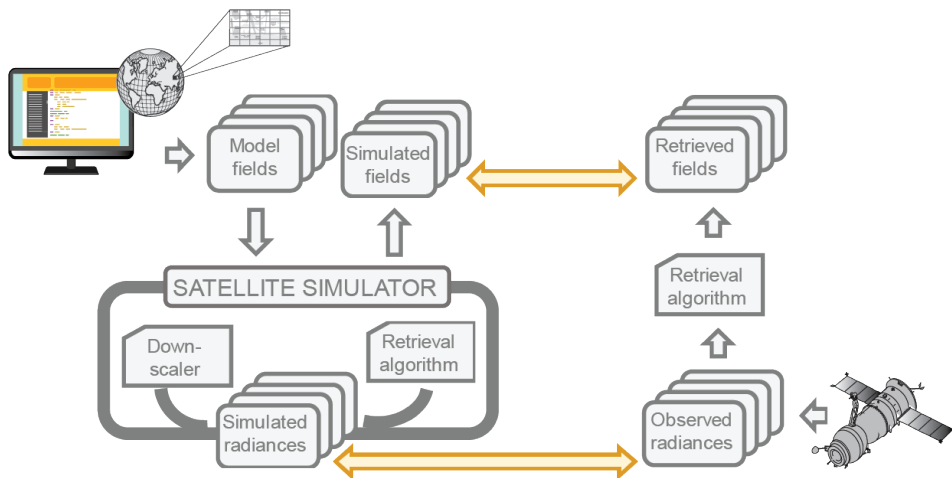 Model
fields
Simulated
fields
Retrieved
fields
SATELLITE SIMULATOR
Retrieval
algorithm
Down-
scaler
Retrieval
algorithm
Simulated
radiances
Observed
radiances